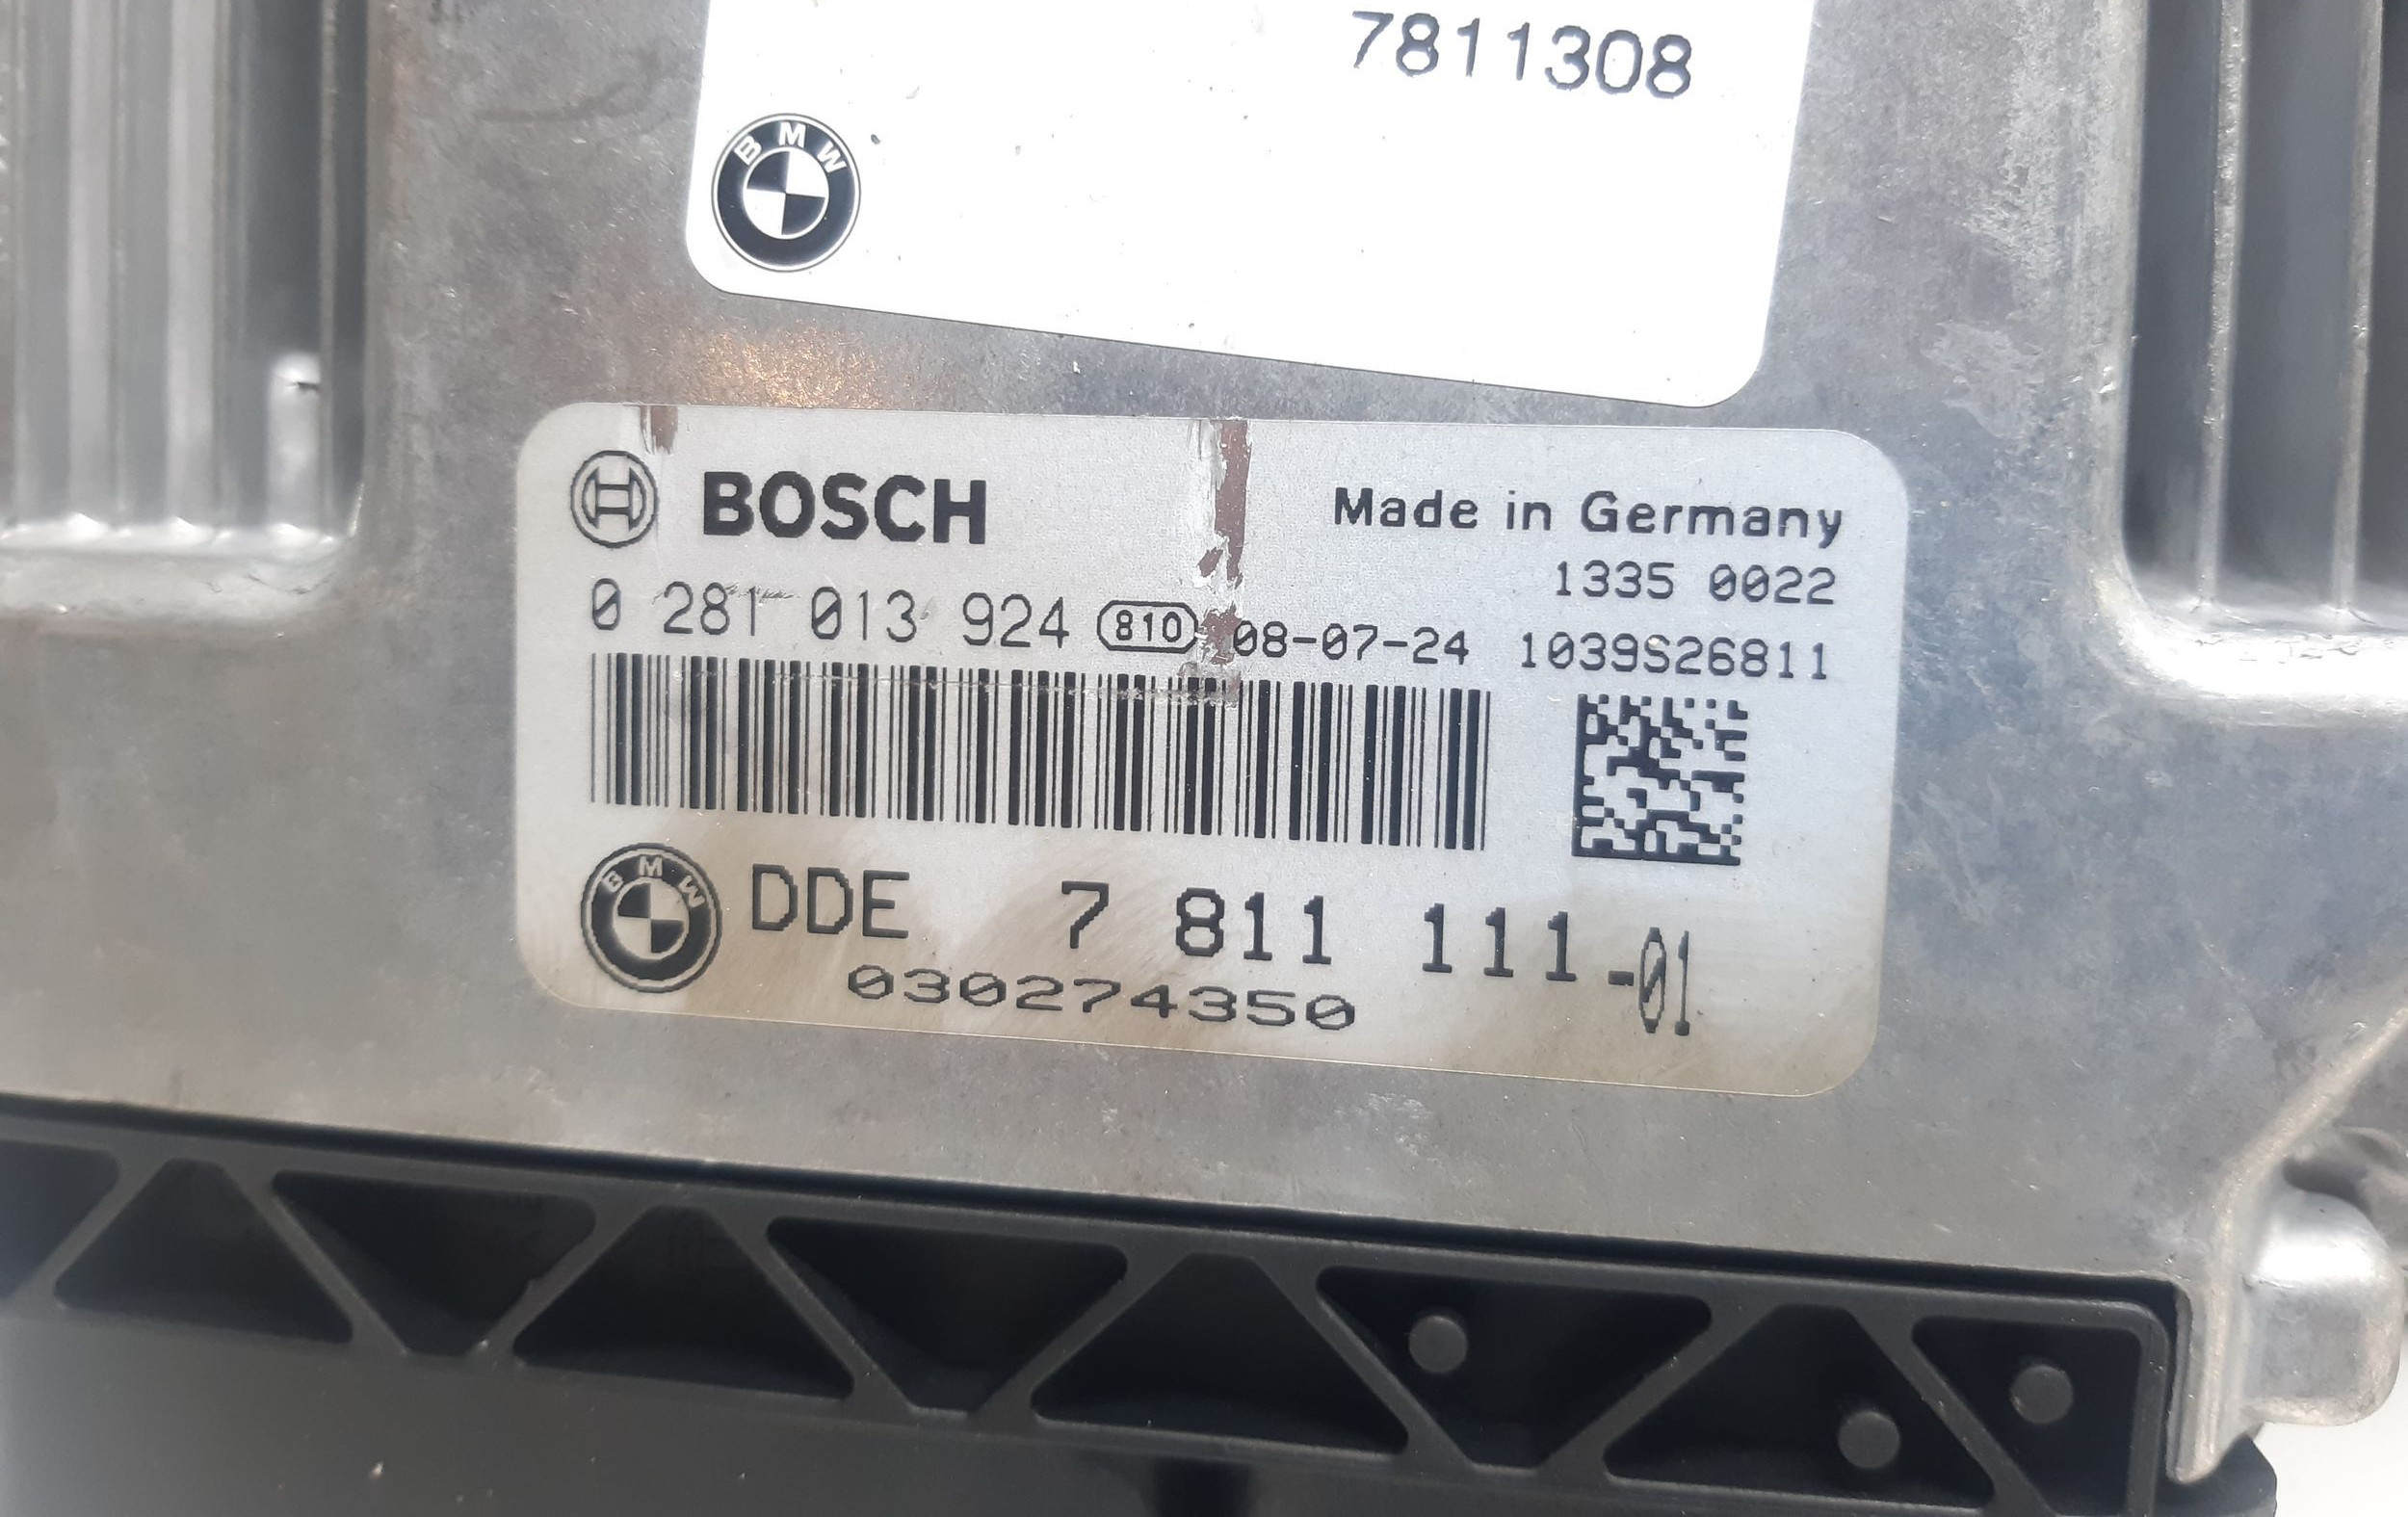 7811308
BMW
BOSCH
Made in Germany
1335 0022
0 281 013 924 810 08-07-24 1039S26811
BMW
DDE 7 811 111-01
030274350